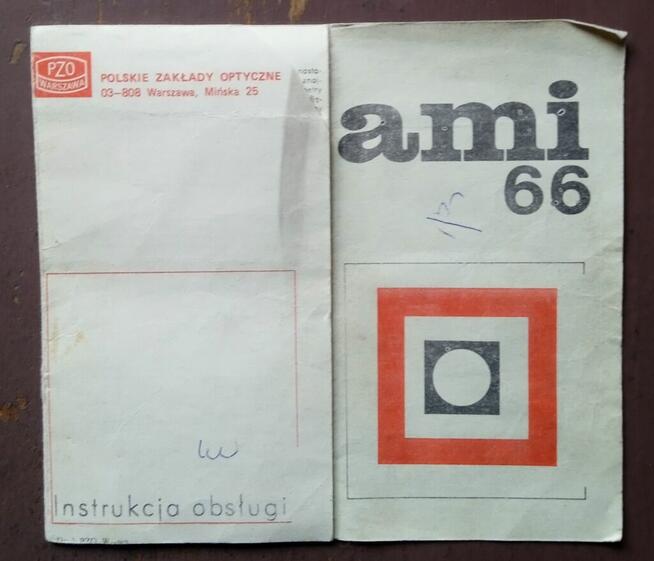 PZO
WARSZAWA
POLSKIE ZAKŁADY OPTYCZNE
03-808 Warszawa, Mińska 25
Instrukcja obsługi
ami
66